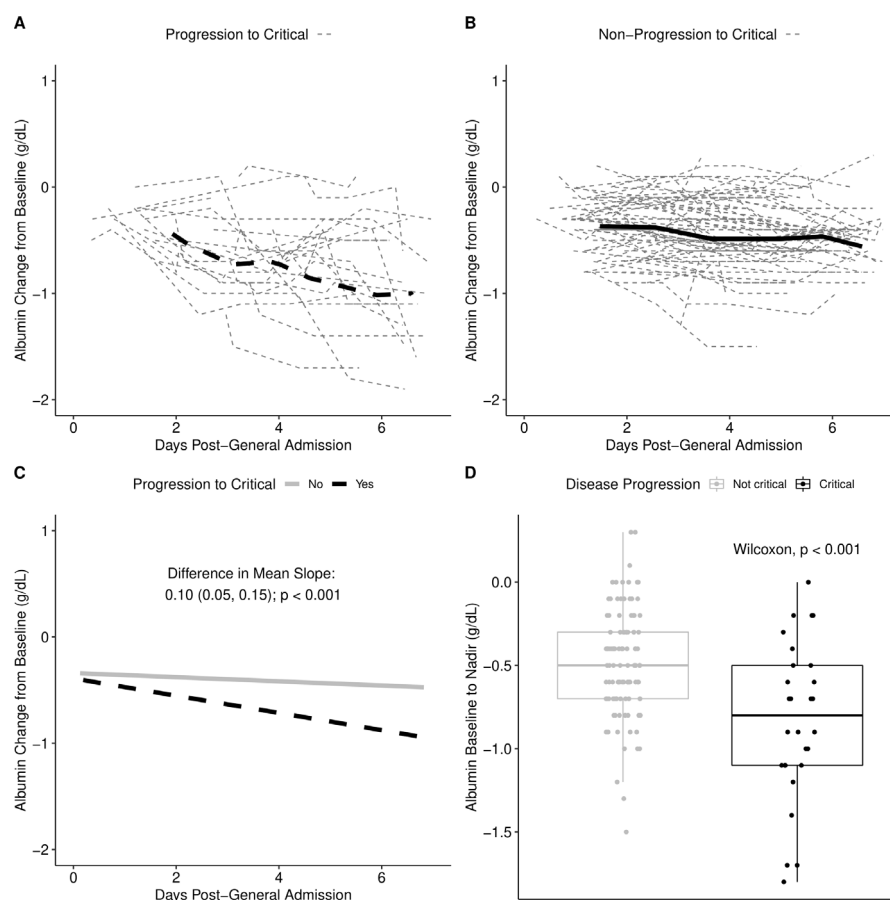 A
Progression to Critical
Albumin Change from Baseline (g/dL)
1
0
−1
−2
0 2 4 6
Days Post−General Admission
B
Non−Progression to Critical
Albumin Change from Baseline (g/dL)
1
0
−1
−2
0 2 4 6
Days Post−General Admission
C
Progression to Critical No Yes
Albumin Change from Baseline (g/dL)
1
0
−1
−2
Difference in Mean Slope:
0.10 (0.05, 0.15); p < 0.001
0 2 4 6
Days Post−General Admission
D
Disease Progression Not critical Critical
Albumin Baseline to Nadir (g/dL)
Wilcoxon, p < 0.001
0.0
−0.5
−1.0
−1.5